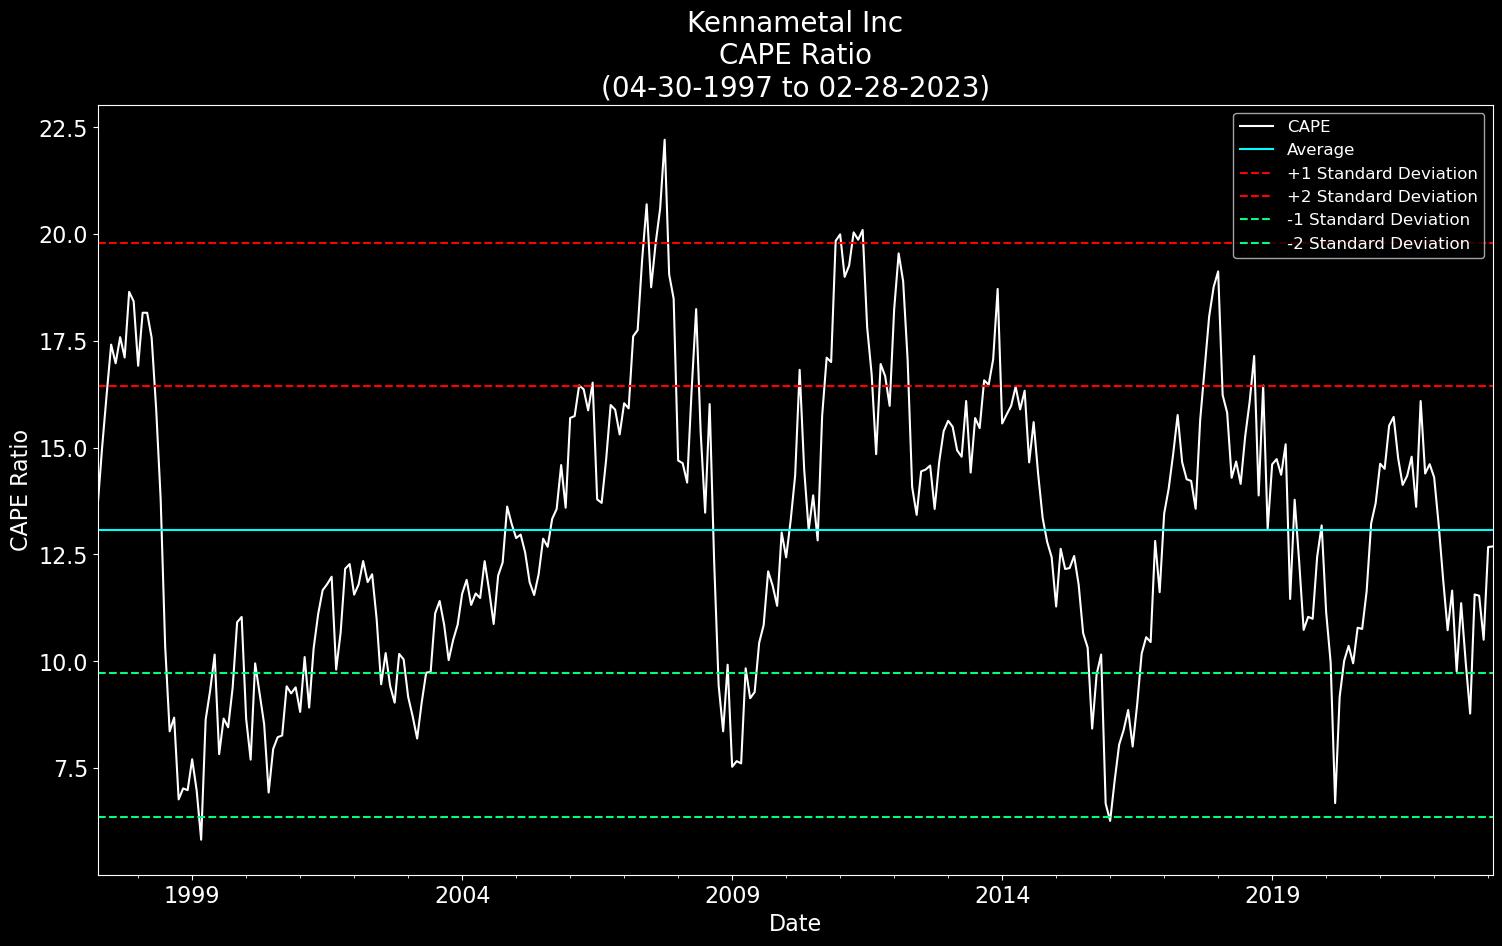 Kennametal Inc
CAPE Ratio
(04-30-1997 to 02-28-2023)
22.5
20.0
17.5
15.0
12.5
10.0
7.5
CAPE Ratio
CAPE
Average
+1 Standard Deviation
+2 Standard Deviation
-1 Standard Deviation
-2 Standard Deviation
1999 2004 2009 2014 2019
Date